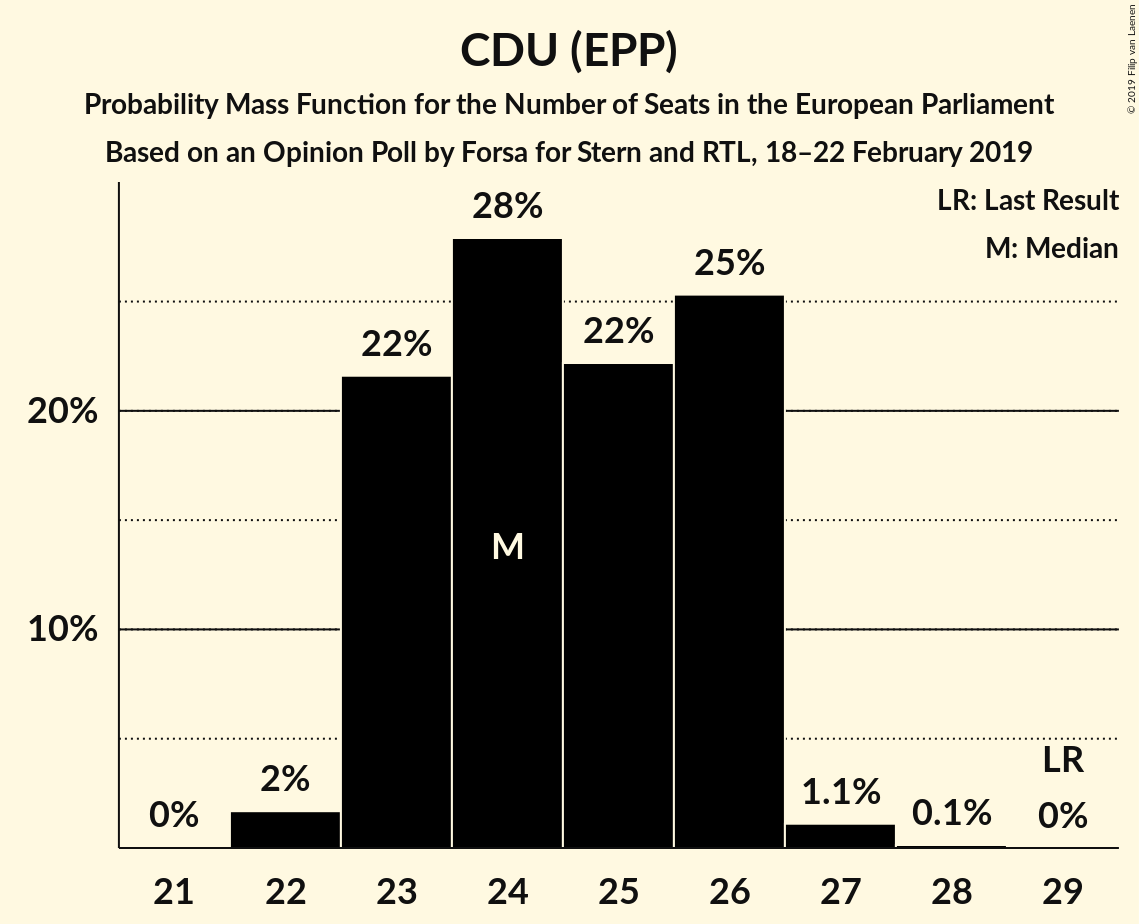 CDU (EPP)
Probability Mass Function for the Number of Seats in the European Parliament
Based on an Opinion Poll by Forsa for Stern and RTL, 18–22 February 2019
© 2019 Filip van Laenen
LR: Last Result
M: Median
28%
25%
22%
22%
20%
M
10%
LR
2%
1.1%
0%
0.1%
0%
21 22 23 24 25 26 27 28 29